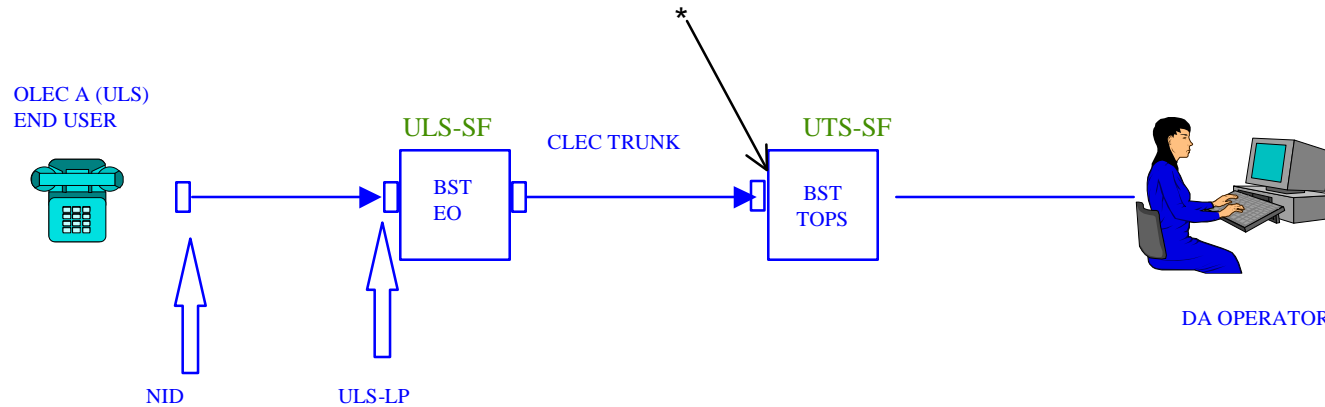 *
OLEC A (ULS)
END USER
ULS-SF
CLEC TRUNK
UTS-SF
BST
EO
BST
TOPS
DA OPERATOR
NID
ULS-LP